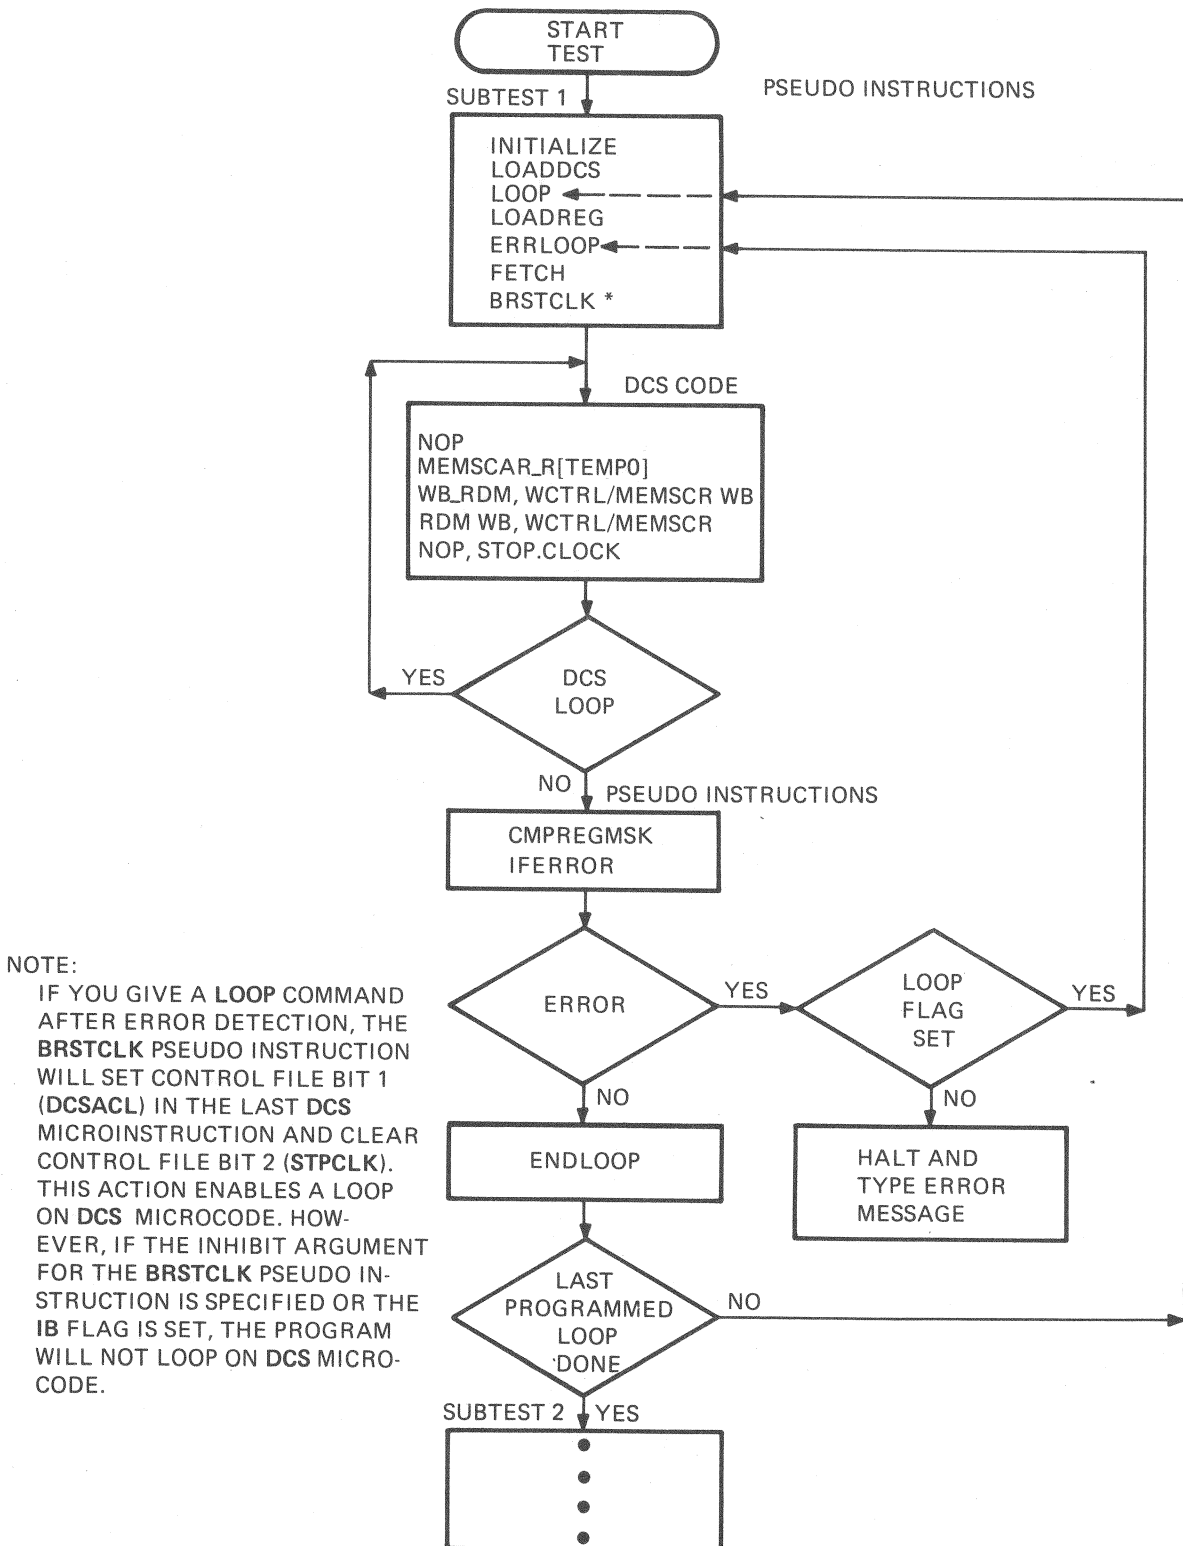 START
TEST
PSEUDO INSTRUCTIONS
SUBTEST 1
INITIALIZE
LOADDCS
LOOP
LOADREG
ERRLOOP
FETCH
BRSTCLK *
DCS CODE
NOP
MEMSCAR_R[TEMP0]
WB_RDM, WCTRL/MEMSCR WB
RDM WB, WCTRL/MEMSCR
NOP, STOP.CLOCK
YES
DCS
LOOP
NO
PSEUDO INSTRUCTIONS
CMPREGMSK
IFERROR
ERROR
YES
LOOP
FLAG
SET
YES
NO
NO
ENDLOOP
HALT AND
TYPE ERROR
MESSAGE
LAST
PROGRAMMED
LOOP
DONE
NO
SUBTEST 2
YES
NOTE:
IF YOU GIVE A LOOP COMMAND
AFTER ERROR DETECTION, THE
BRSTCLK PSEUDO INSTRUCTION
WILL SET CONTROL FILE BIT 1
(DCSACL) IN THE LAST DCS
MICROINSTRUCTION AND CLEAR
CONTROL FILE BIT 2 (STPCLK).
THIS ACTION ENABLES A LOOP
ON DCS MICROCODE. HOW-
EVER, IF THE INHIBIT ARGUMENT
FOR THE BRSTCLK PSEUDO IN-
STRUCTION IS SPECIFIED OR THE
IB FLAG IS SET, THE PROGRAM
WILL NOT LOOP ON DCS MICRO-
CODE.